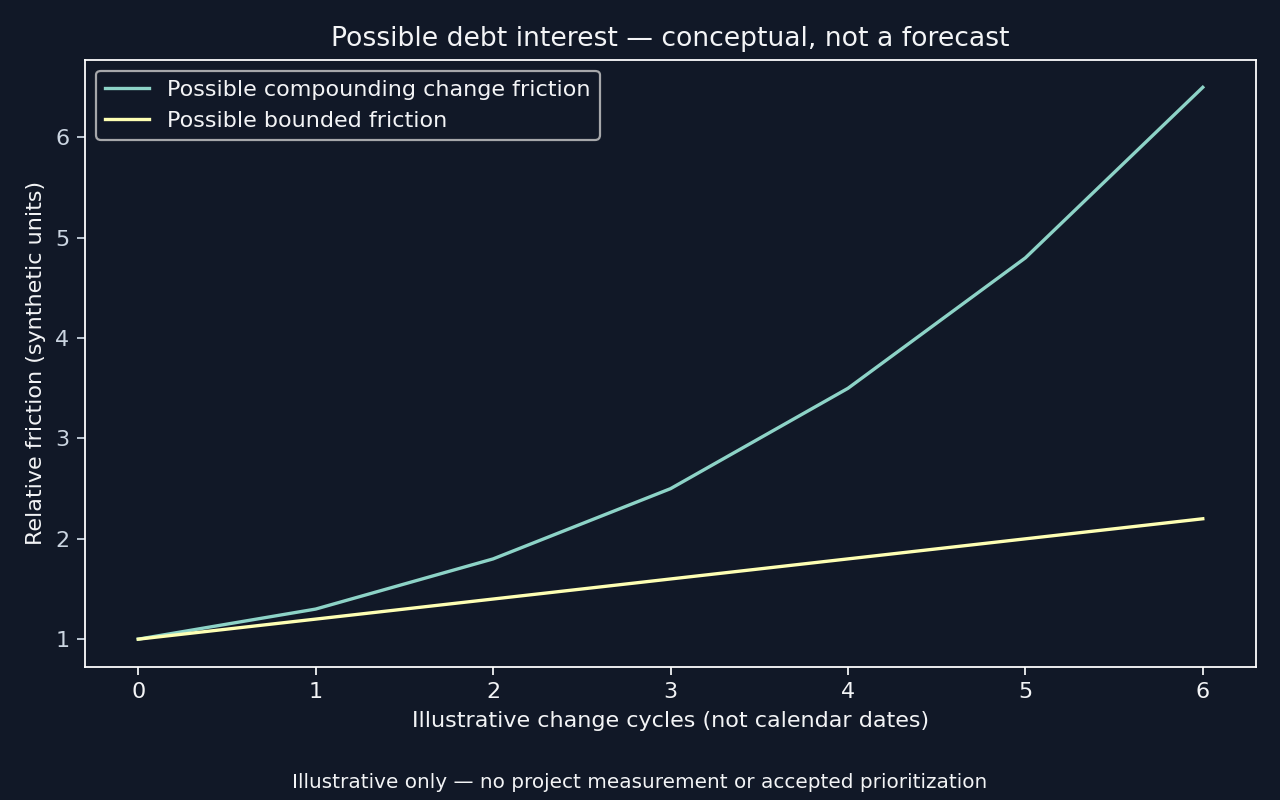 Possible debt interest — conceptual, not a forecast
Possible compounding change friction
Possible bounded friction
Relative friction (synthetic units)
6
5
4
3
2
1
0 1 2 3 4 5 6
Illustrative change cycles (not calendar dates)
Illustrative only — no project measurement or accepted prioritization